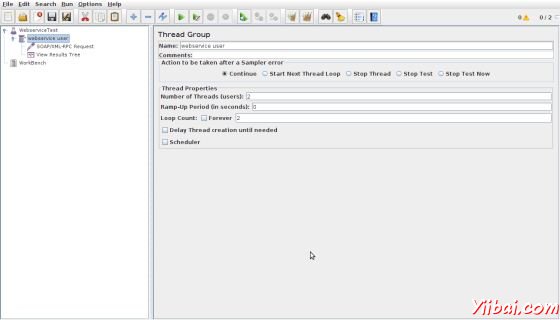 File Edit Search Run Options Help
0 0 / 2
WebserviceTest
webservice user
SOAP/XML-RPC Request
View Results Tree
WorkBench
Thread Group
Name: webservice user
Comments:
Action to be taken after a Sampler error
Continue Start Next Thread Loop Stop Thread Stop Test Stop Test Now
Thread Properties
Number of Threads (users): 2
Ramp-Up Period (in seconds): 0
Loop Count: Forever 2
Delay Thread creation until needed
Scheduler
Yiibai.com